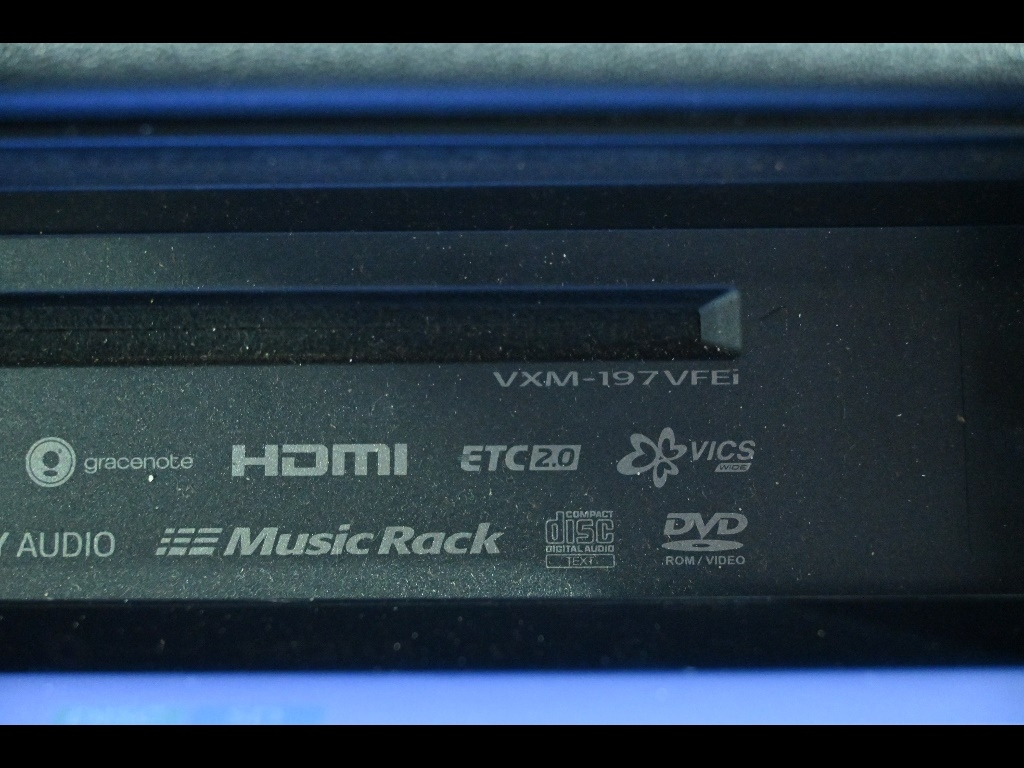 VXM-197VFEi
gracenote HDMI ETC2.0 VICS WIDE
Y AUDIO Music Rack COMPACT disc DIGITAL AUDIO TEXT DVD ROM / VIDEO